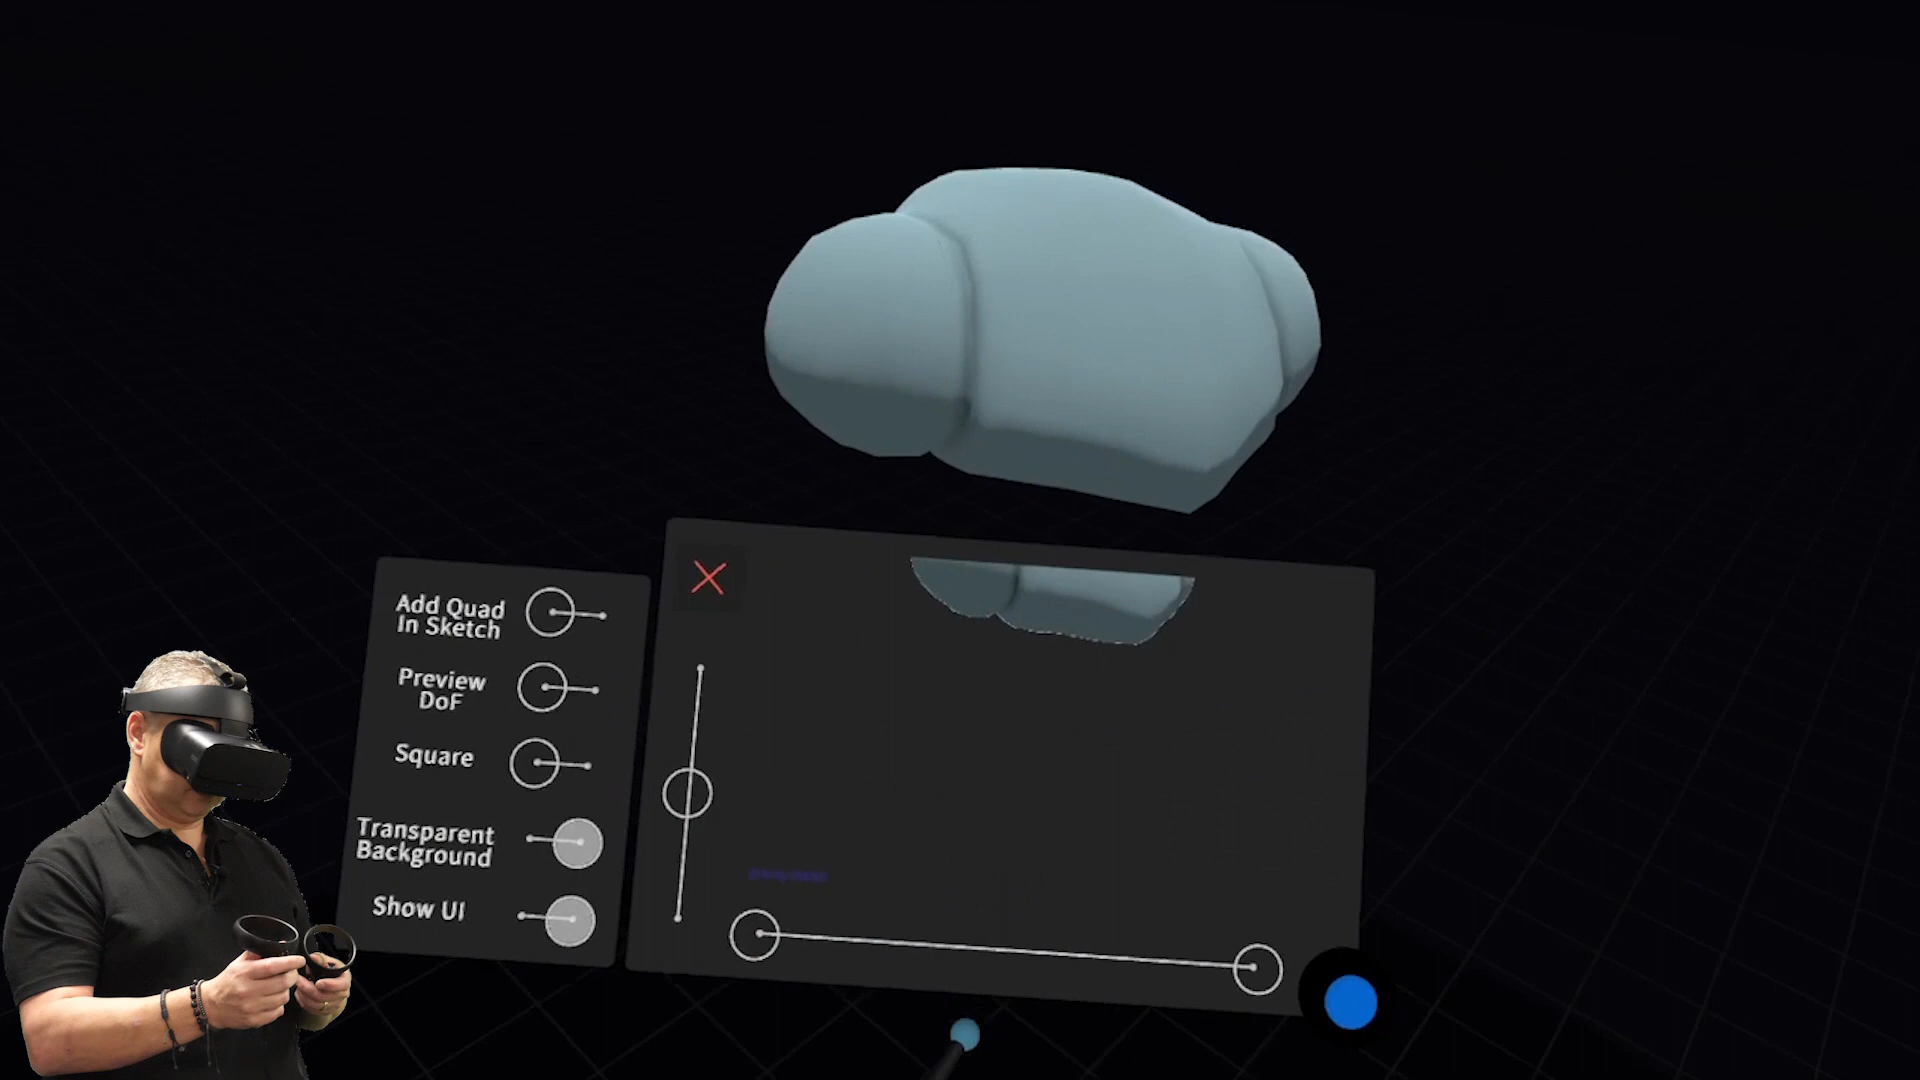 Add Quad
In Sketch
Preview
DoF
Square
Transparent
Background
Show UI